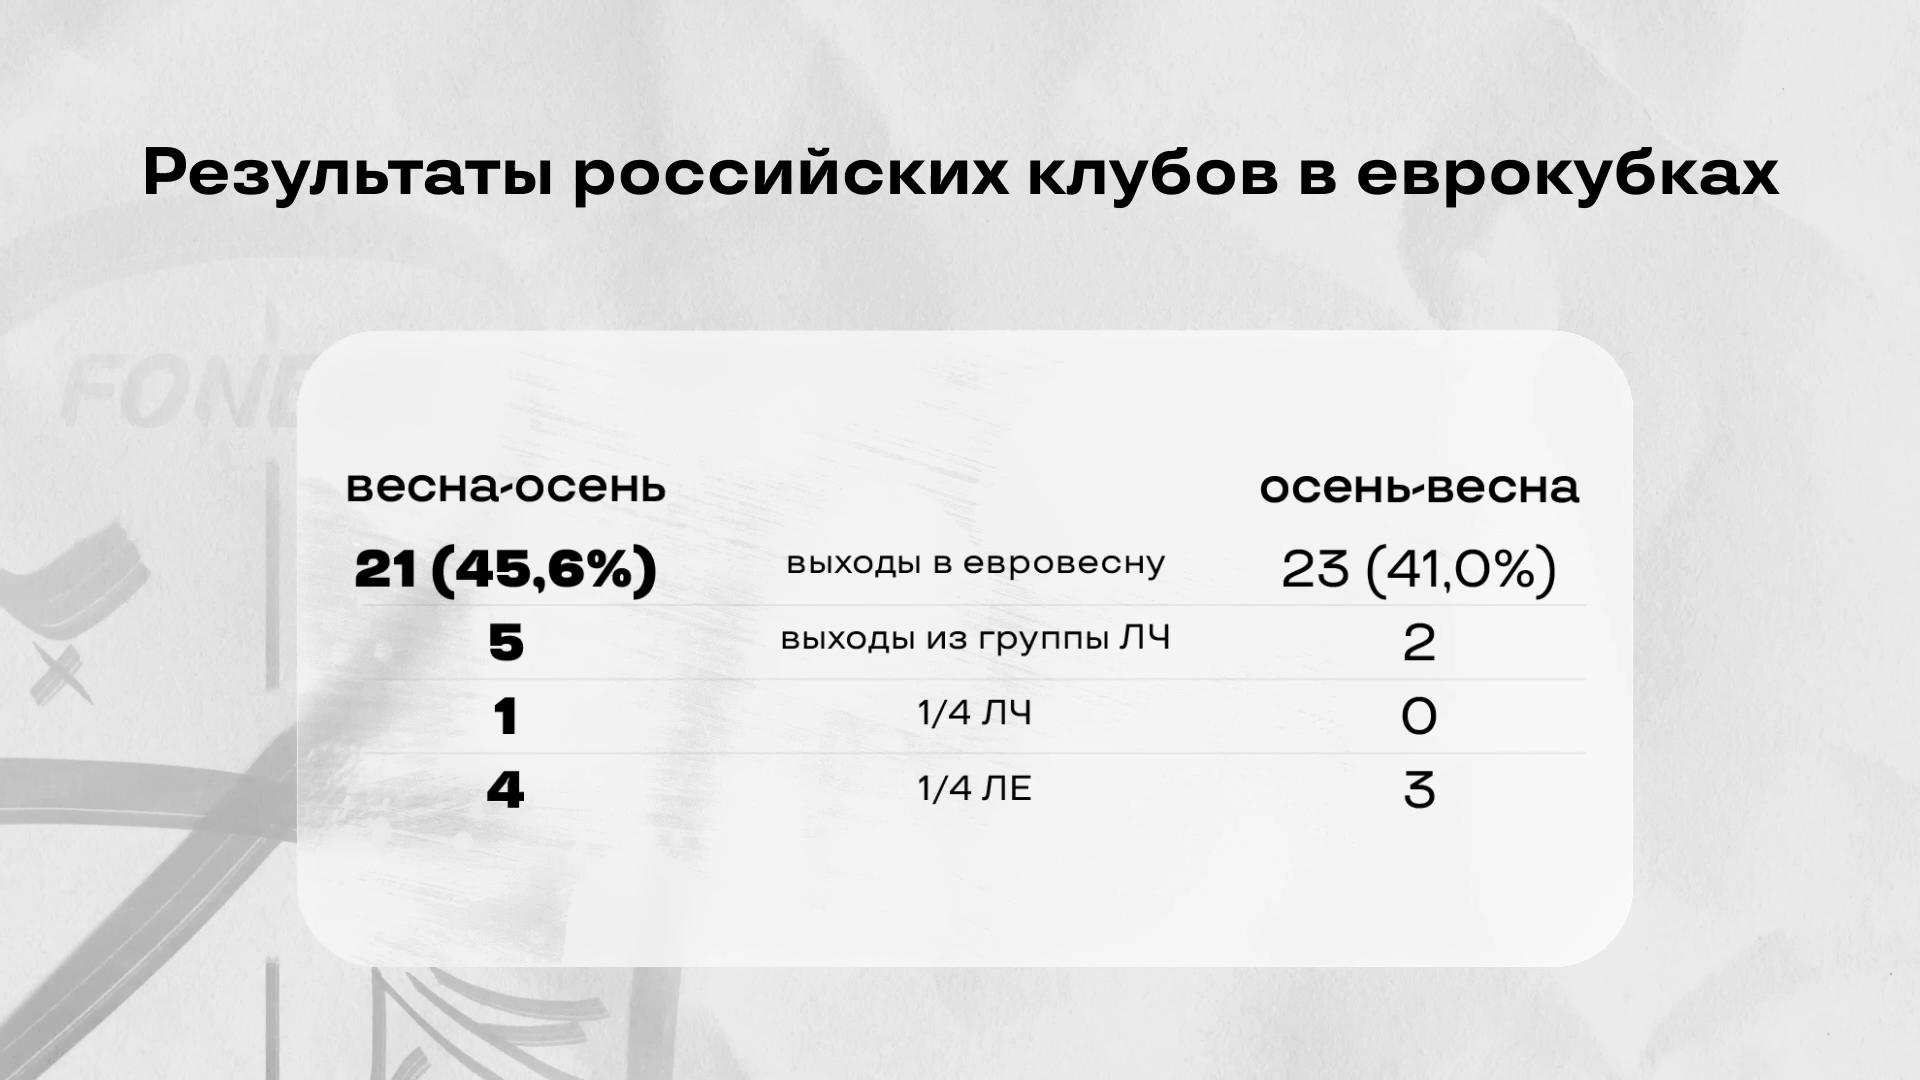 Результаты российских клубов в еврокубках
FOND
весна-осень осень-весна
21 (45,6%) выходы в евровесну 23 (41,0%)
5 выходы из группы ЛЧ 2
1 1/4 ЛЧ 0
4 1/4 ЛЕ 3